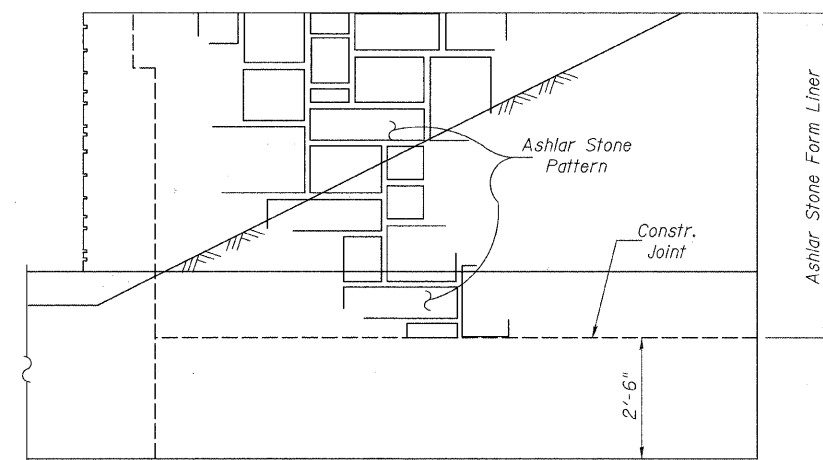 Ashlar Stone
Pattern
Constr.
Joint
2'-6"
Ashlar Stone Form Liner